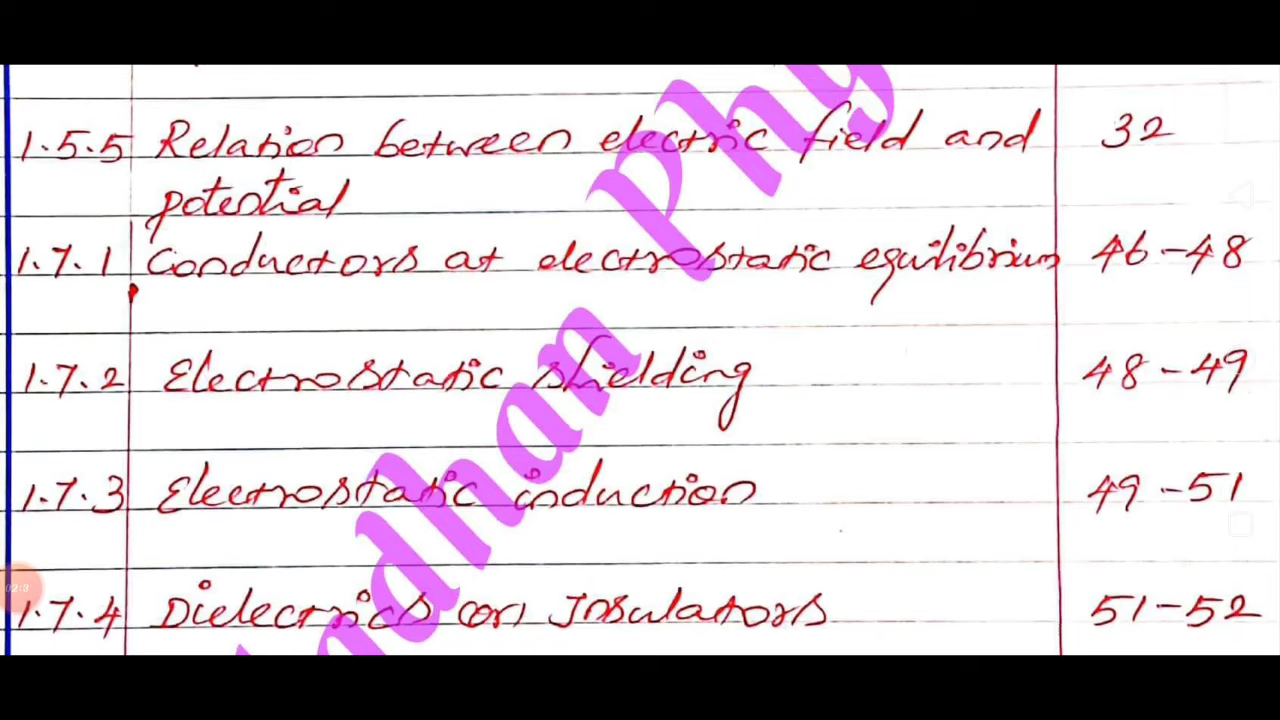 1.5.5 Relation between electric field and 32
potential
1.7.1 Conductors at electrostatic equilibrium 46-48
1.7.2 Electrostatic shielding 48-49
1.7.3 Electrostatic induction 49-51
1.7.4 Dielectrics (or) Insulators 51-52